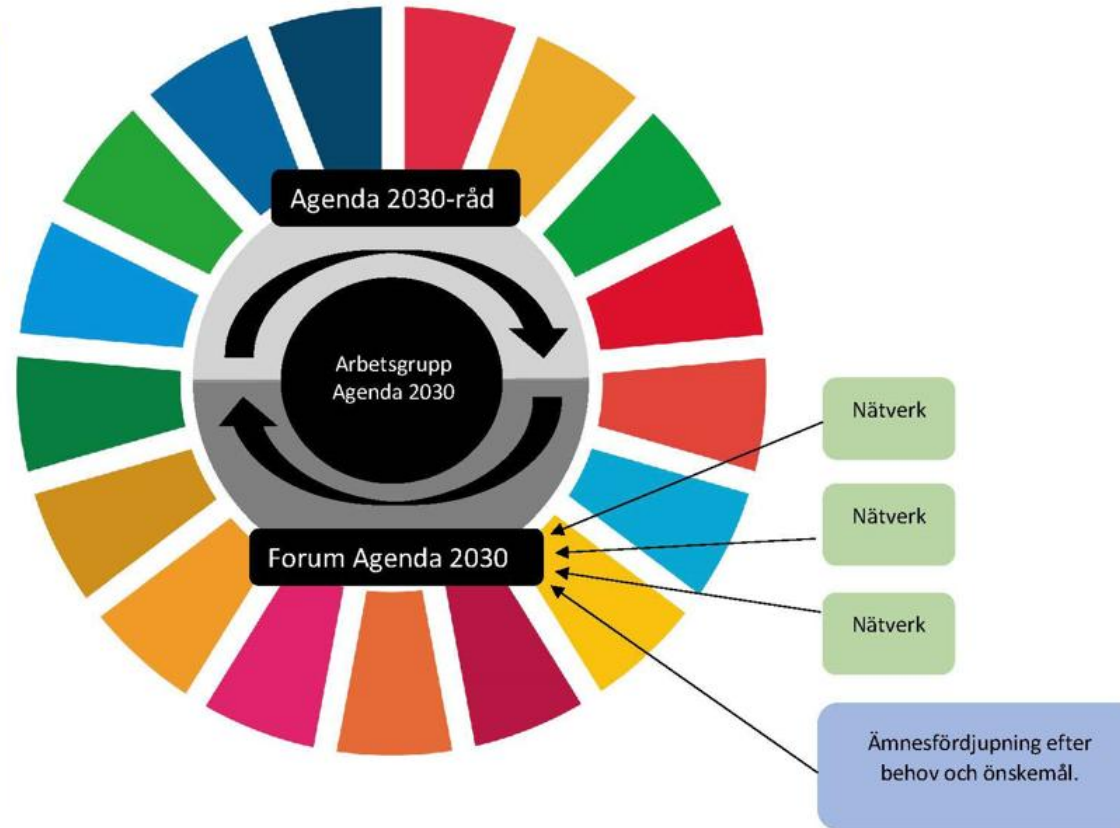 Agenda 2030-råd
Arbetsgrupp
Agenda 2030
Forum Agenda 2030
Nätverk
Nätverk
Nätverk
Ämnesfördjupning efter
behov och önskemål.